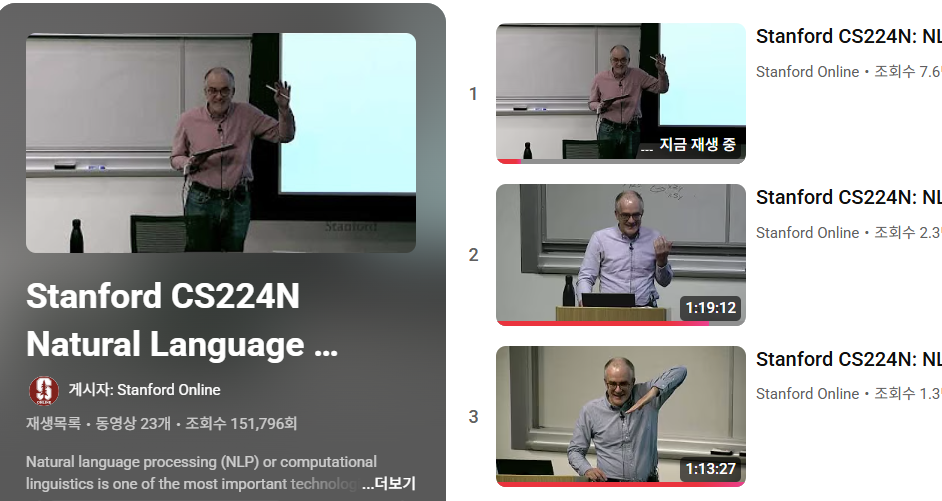 Stanford
Stanford CS224N
Natural Language ...
게시자: Stanford Online
재생목록 • 동영상 23개 • 조회수 151,796회
Natural language processing (NLP) or computational
linguistics is one of the most important technolo ...더보기
1
... 지금 재생 중
Stanford CS224N: NL
Stanford Online • 조회수 7.6
2
1:19:12
Stanford CS224N: NL
Stanford Online • 조회수 2.3
3
1:13:27
Stanford CS224N: NL
Stanford Online • 조회수 1.3